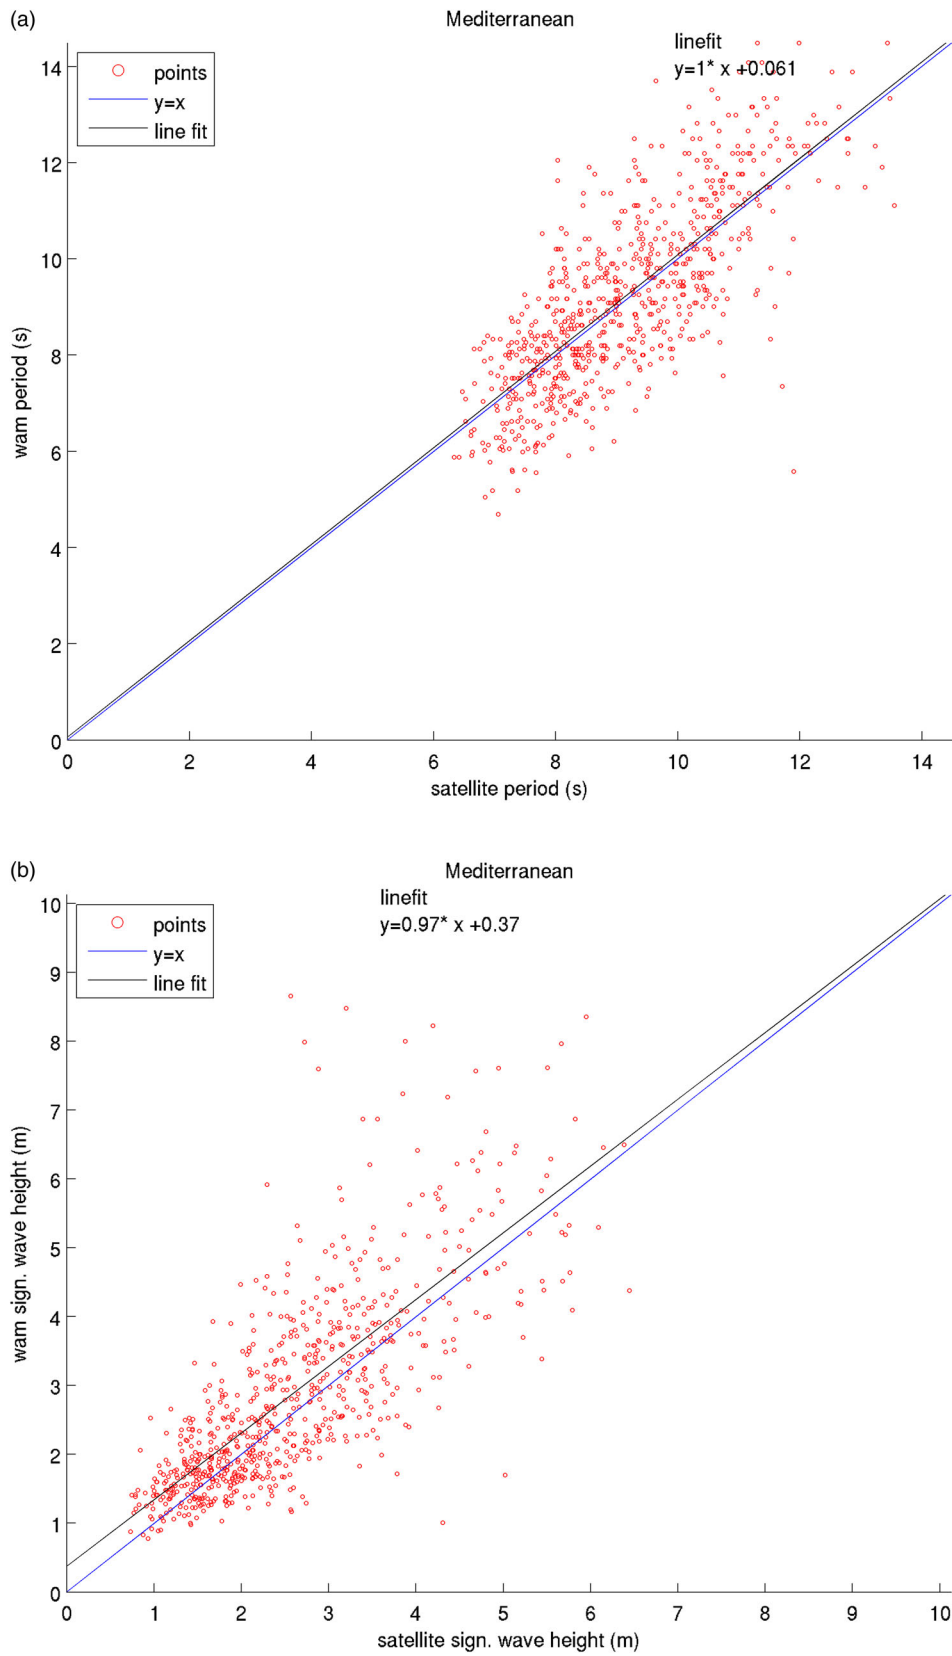 (a)
Mediterranean
linefit
y=1* x +0.061
points
y=x
line fit
14
12
10
8
6
4
2
0
wam period (s)
0 2 4 6 8 10 12 14
satellite period (s)
(b)
Mediterranean
linefit
y=0.97* x +0.37
points
y=x
line fit
10
9
8
7
6
5
4
3
2
1
0
wam sign. wave height (m)
0 1 2 3 4 5 6 7 8 9 10
satellite sign. wave height (m)